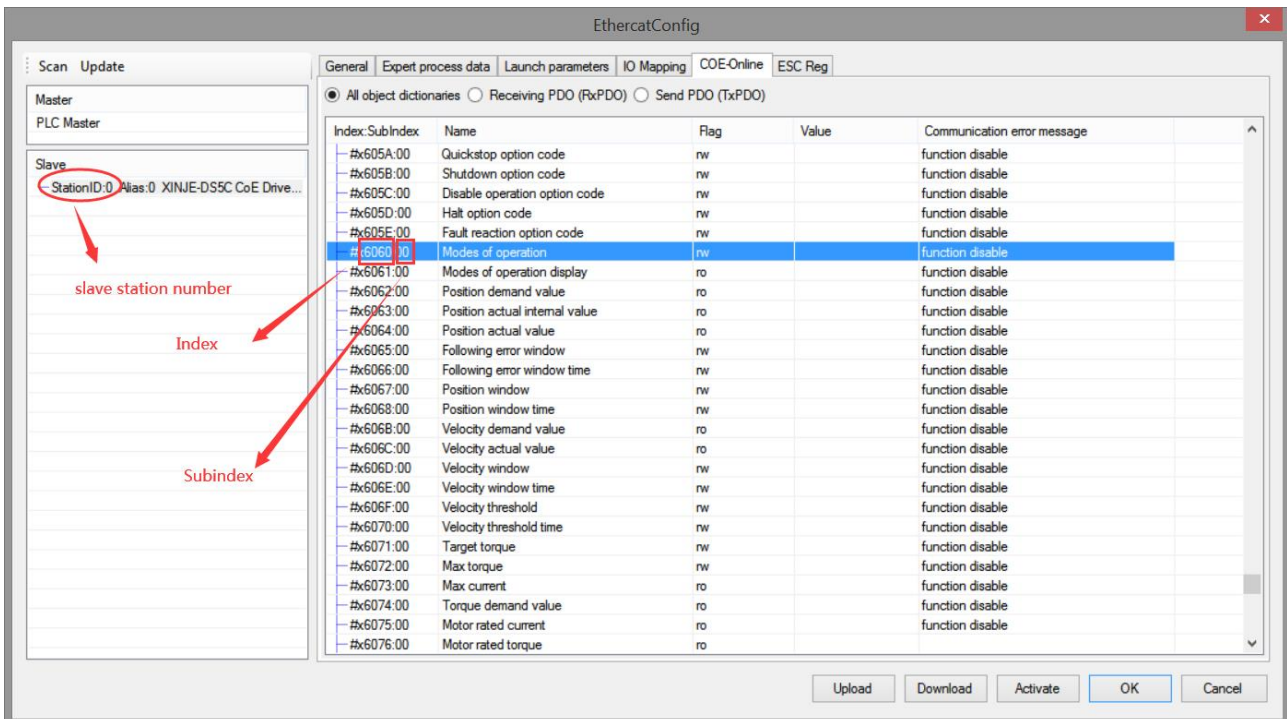 EthercatConfig
Scan Update
General Expert process data Launch parameters IO Mapping COE-Online ESC Reg
Master
PLC Master
Slave
StationID:0 Alias:0 XINJE-DS5C CoE Drive...
slave station number
Index
Subindex
All object dictionaries Receiving PDO (RxPDO) Send PDO (TxPDO)
Index:SubIndex Name Flag Value Communication error message
#x605A:00 Quickstop option code rw function disable
#x605B:00 Shutdown option code rw function disable
#x605C:00 Disable operation option code rw function disable
#x605D:00 Halt option code rw function disable
#x605E:00 Fault reaction option code rw function disable
#x6060:00 Modes of operation rw function disable
#x6061:00 Modes of operation display ro function disable
#x6062:00 Position demand value ro function disable
#x6063:00 Position actual internal value ro function disable
#x6064:00 Position actual value ro function disable
#x6065:00 Following error window rw function disable
#x6066:00 Following error window time rw function disable
#x6067:00 Position window rw function disable
#x6068:00 Position window time rw function disable
#x606B:00 Velocity demand value ro function disable
#x606C:00 Velocity actual value ro function disable
#x606D:00 Velocity window rw function disable
#x606E:00 Velocity window time rw function disable
#x606F:00 Velocity threshold rw function disable
#x6070:00 Velocity threshold time rw function disable
#x6071:00 Target torque rw function disable
#x6072:00 Max torque rw function disable
#x6073:00 Max current ro function disable
#x6074:00 Torque demand value ro function disable
#x6075:00 Motor rated current ro function disable
#x6076:00 Motor rated torque ro
Upload Download Activate OK Cancel